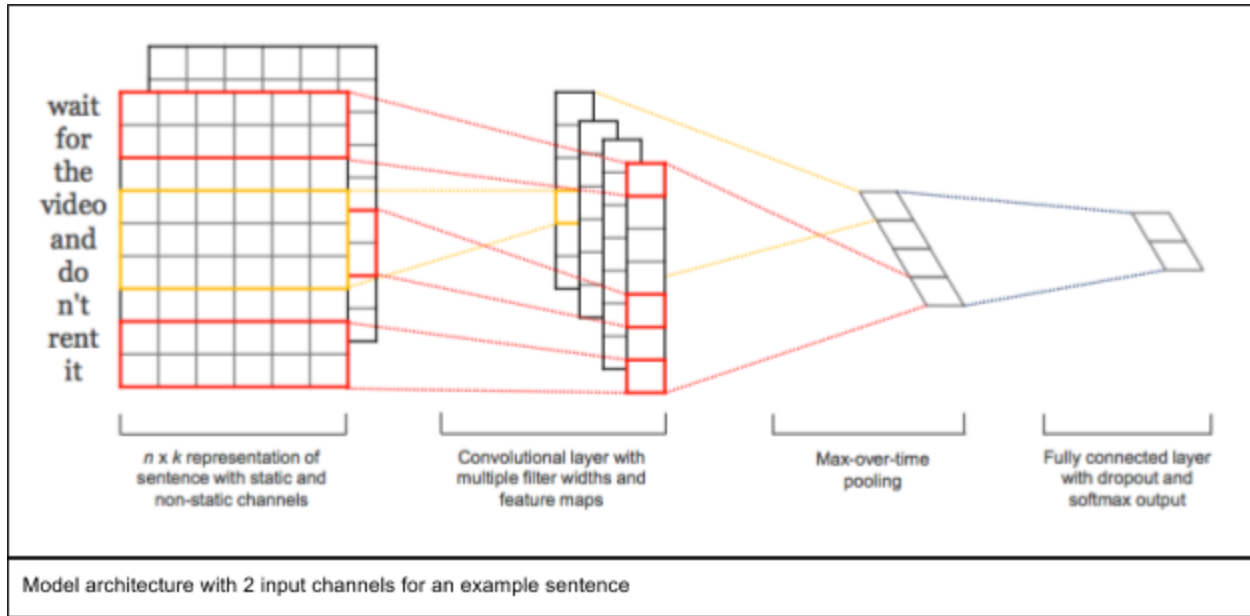 wait
for
the
video
and
do
n't
rent
it
n x k representation of
sentence with static and
non-static channels
Convolutional layer with
multiple filter widths and
feature maps
Max-over-time
pooling
Fully connected layer
with dropout and
softmax output
Model architecture with 2 input channels for an example sentence